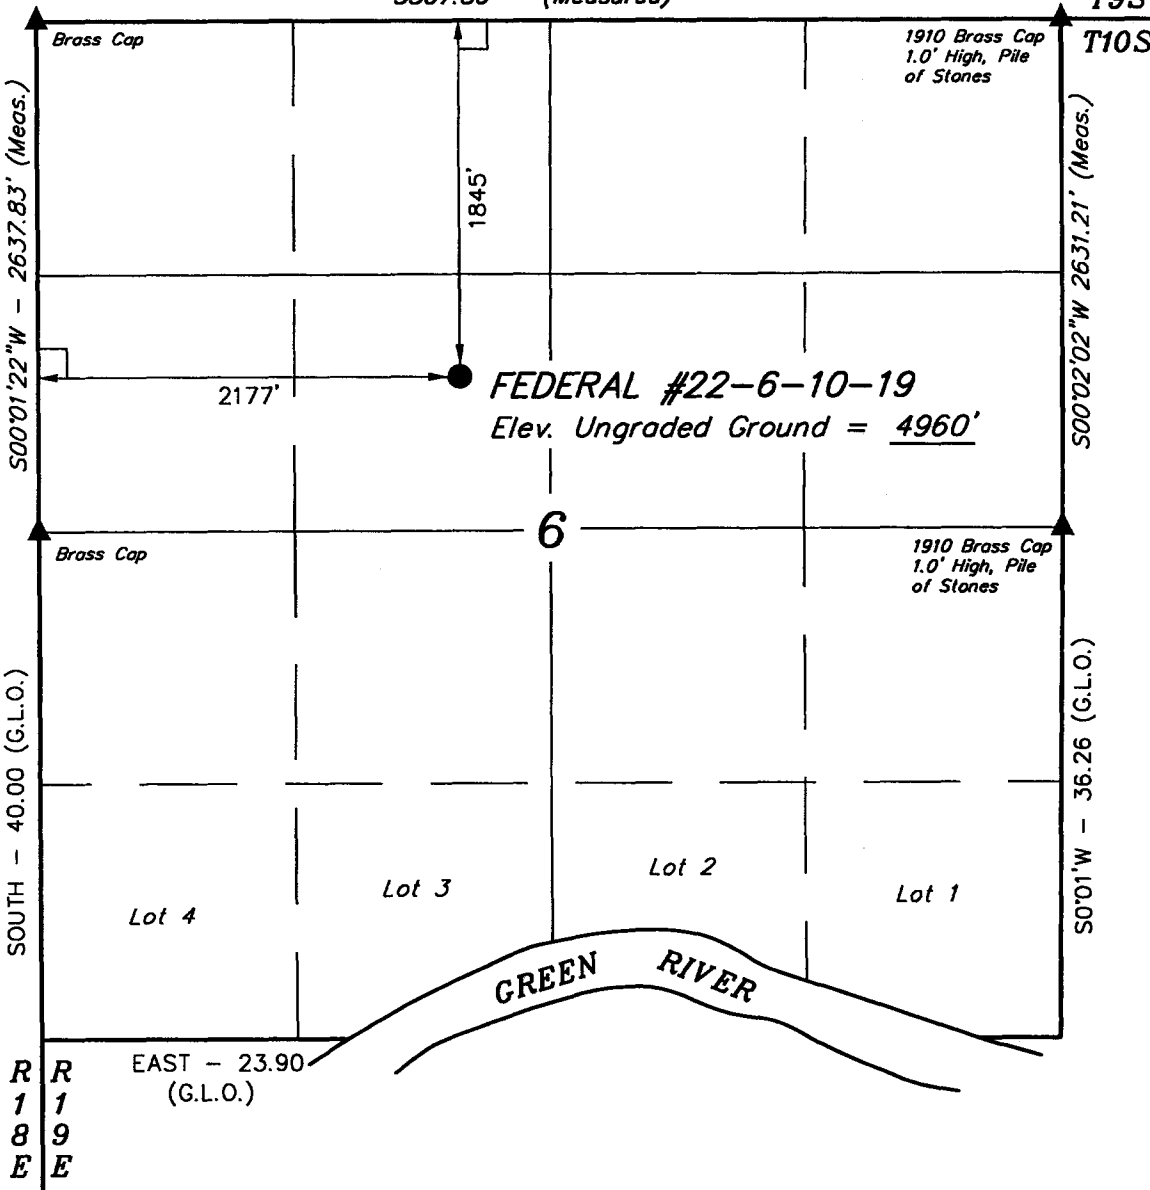 (Measured)
T9S
T10S
Brass Cap
1910 Brass Cap
1.0' High, Pile
of Stones
S00°01'22"W - 2637.83' (Meas.)
1845'
S00°02'02"W 2631.21' (Meas.)
2177'
FEDERAL #22-6-10-19
Elev. Ungraded Ground = 4960'
6
Brass Cap
1910 Brass Cap
1.0' High, Pile
of Stones
SOUTH - 40.00 (G.L.O.)
S0°01'W - 36.26 (G.L.O.)
Lot 4
Lot 3
Lot 2
Lot 1
GREEN RIVER
EAST - 23.90
(G.L.O.)
R R
1 1
8 9
E E